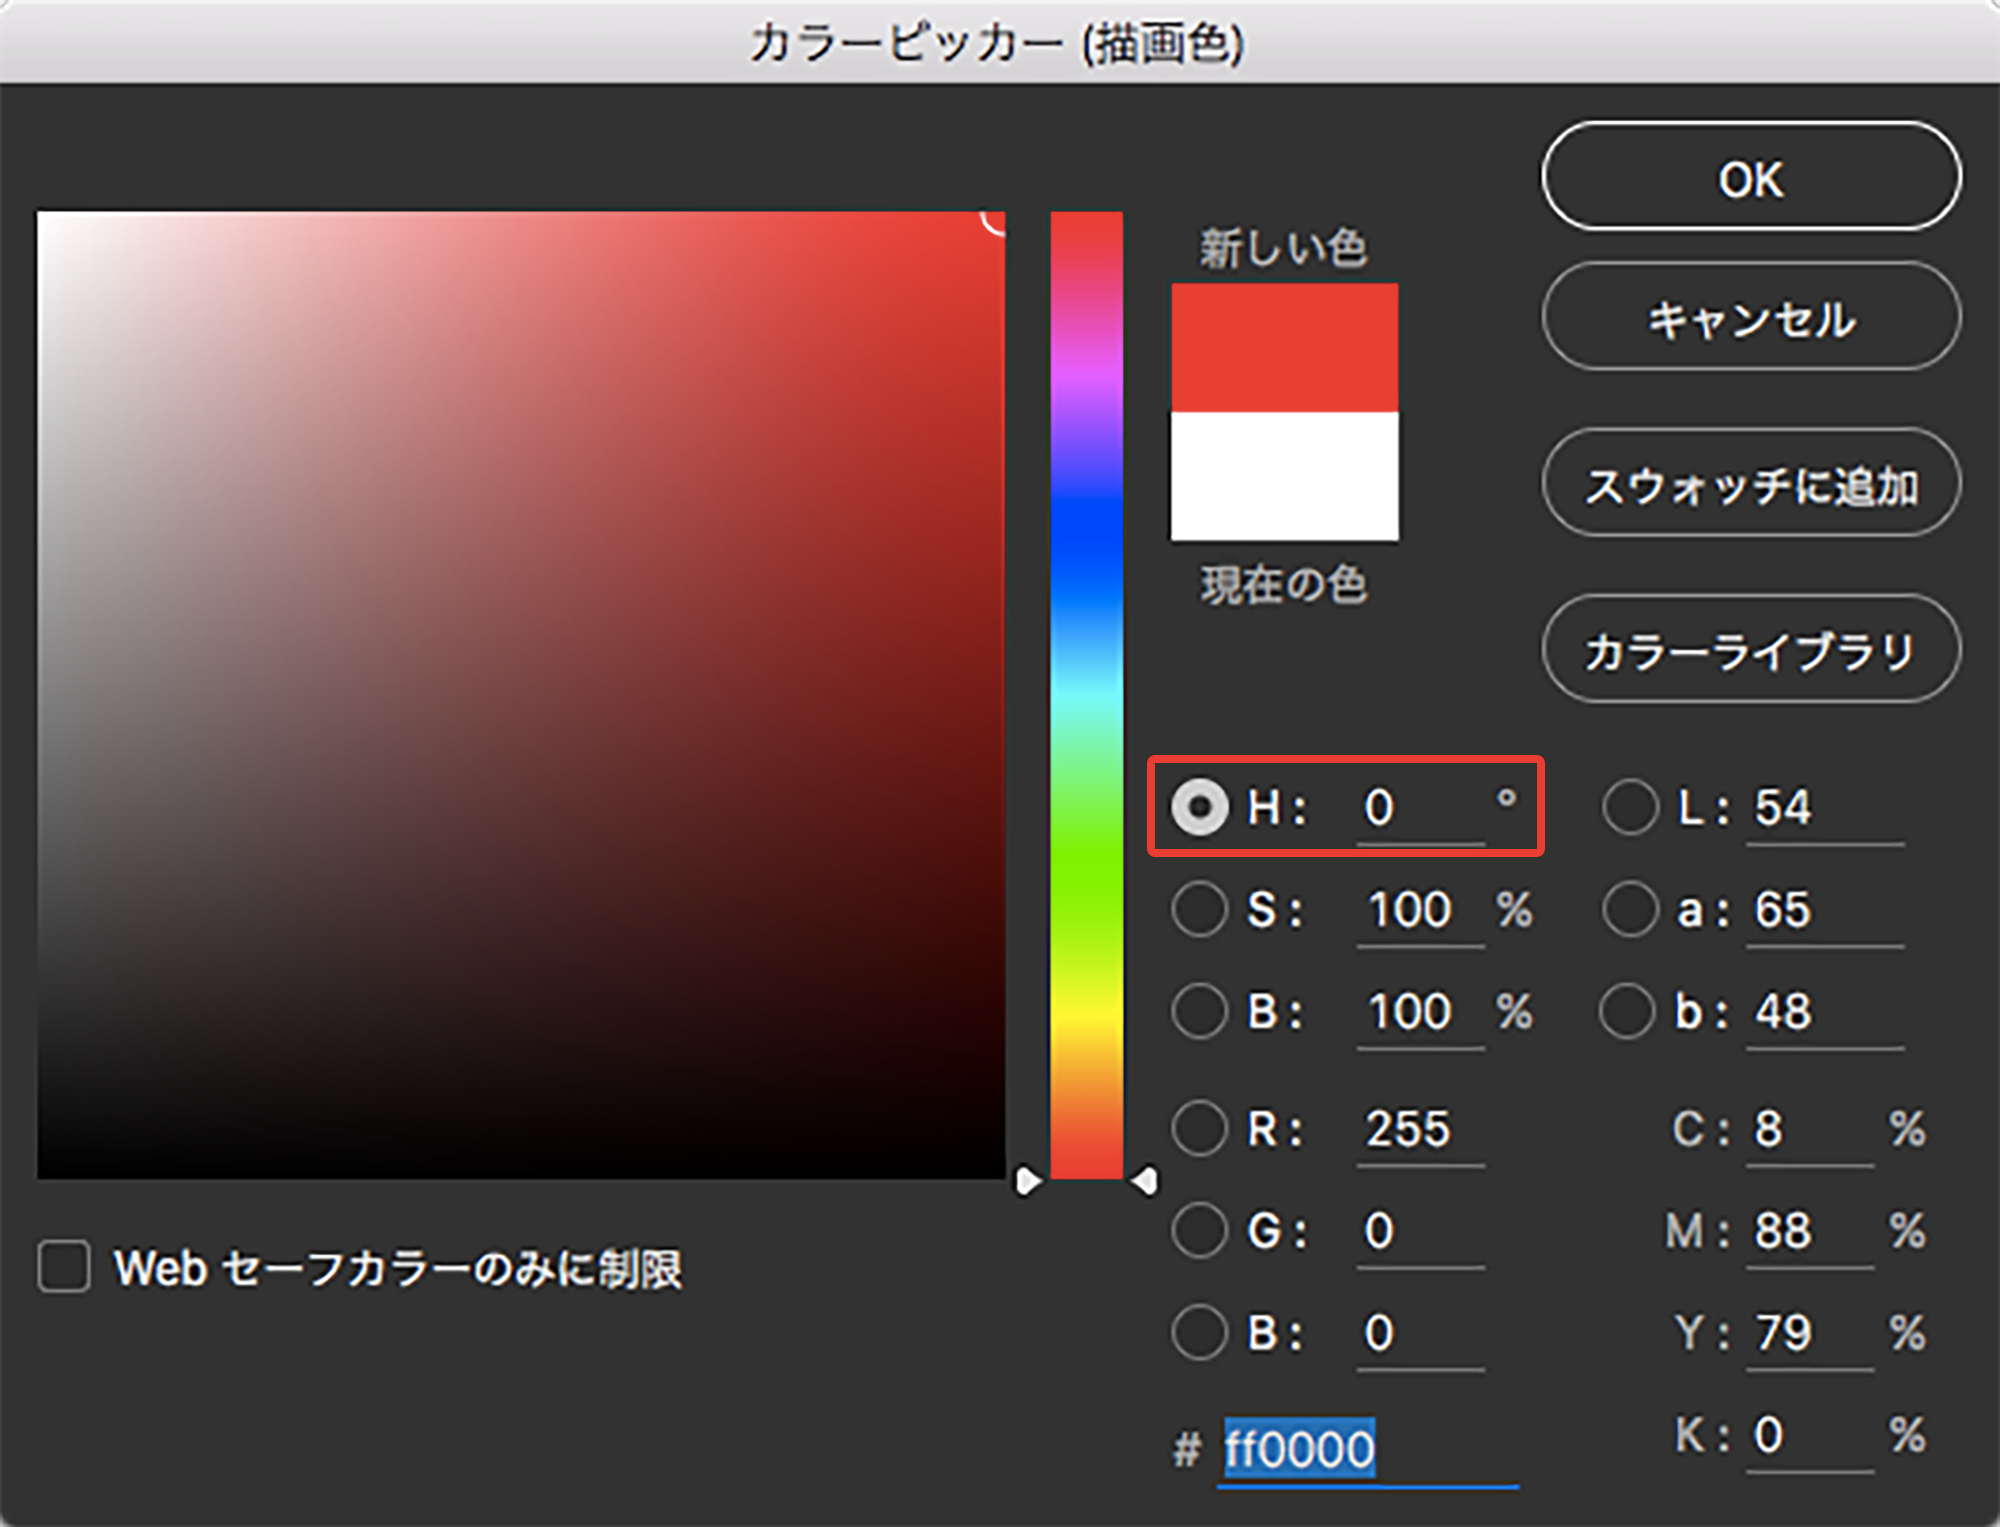 カラーピッカー (描画色)
OK
新しい色
キャンセル
スウォッチに追加
現在の色
カラーライブラリ
H : 0 °
L : 54
S : 100 %
a : 65
B : 100 %
b : 48
R : 255
C : 8 %
G : 0
M : 88 %
Web セーフカラーのみに制限
B : 0
Y : 79 %
# ff0000
K : 0 %